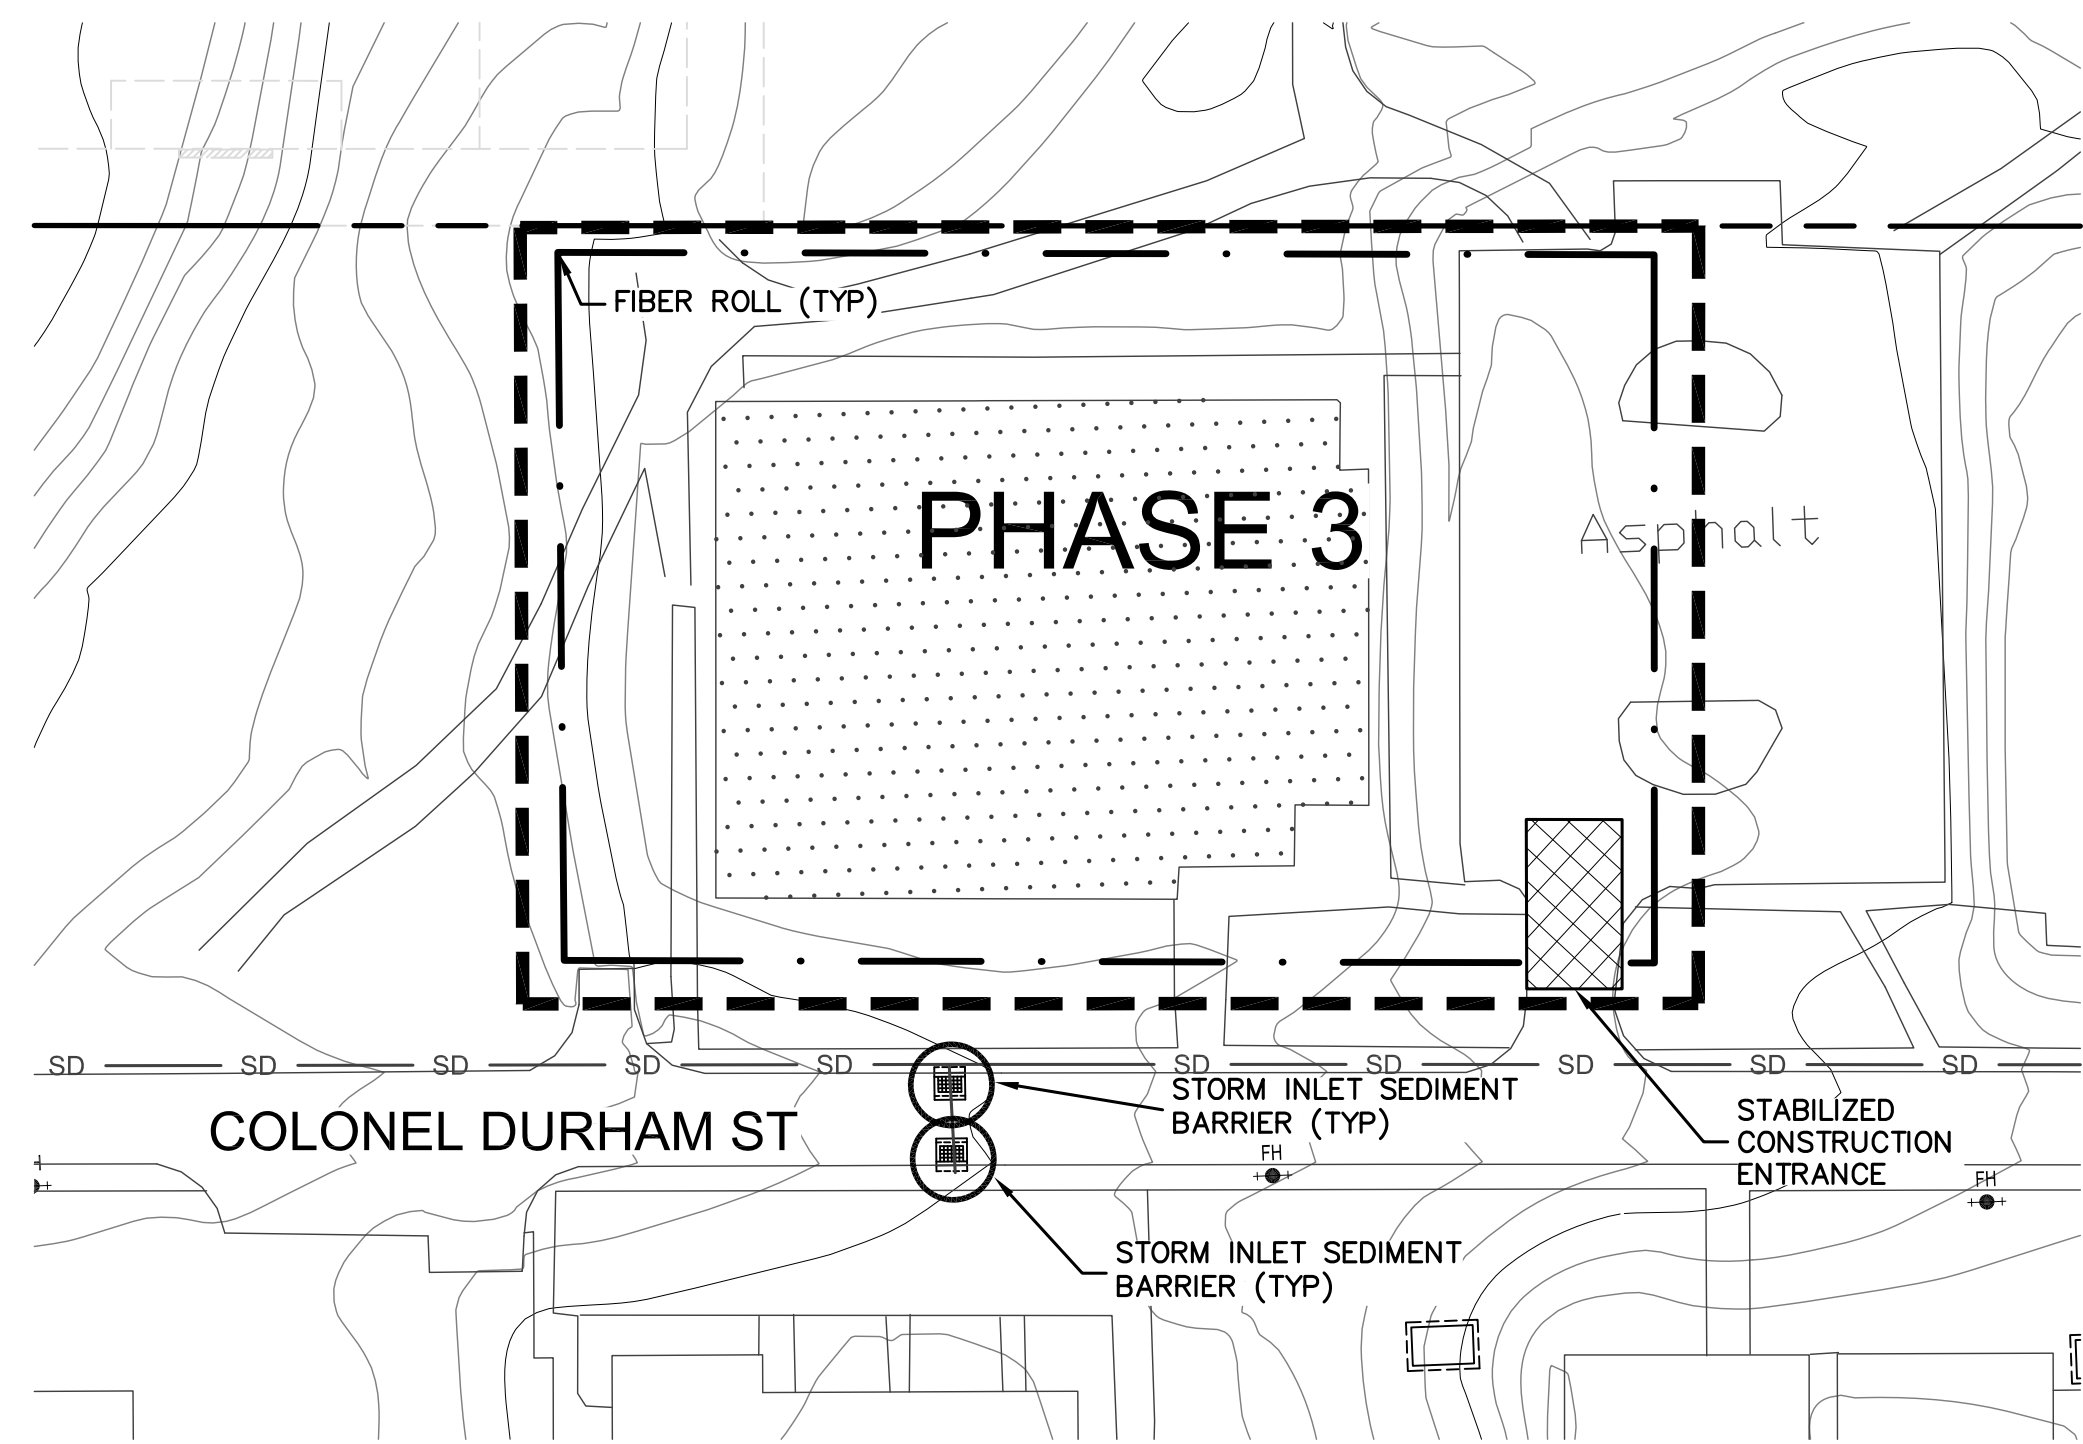 FIBER ROLL (TYP)
PHASE 3
Asphalt
SD SD SD SD SD SD SD SD SD SD
STORM INLET SEDIMENT
BARRIER (TYP)
COLONEL DURHAM ST
STABILIZED
CONSTRUCTION
ENTRANCE
FH
FH
STORM INLET SEDIMENT
BARRIER (TYP)